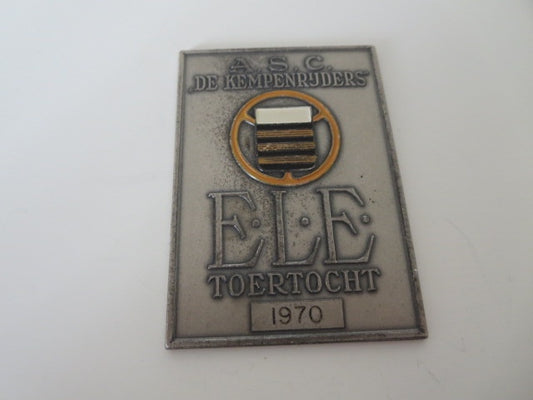 A.S.C.
„DE KEMPENRIJDERS"
E.L.E.
TOERTOCHT
1970